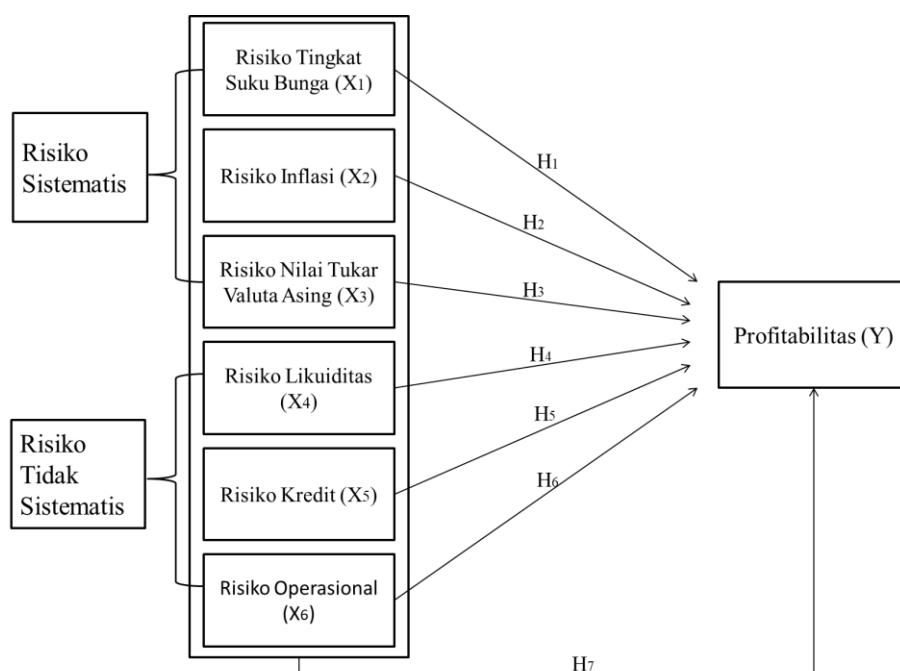 Risiko Tingkat
Suku Bunga (X1)
H1
Risiko
Sistematis
Risiko Inflasi (X2)
H2
Risiko Nilai Tukar
Valuta Asing (X3)
H3
Profitabilitas (Y)
Risiko Likuiditas
(X4)
H4
Risiko
Tidak
Sistematis
H5
Risiko Kredit (X5)
H6
Risiko Operasional
(X6)
H7